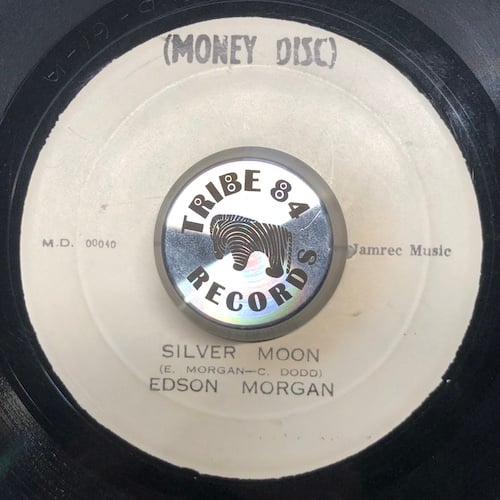 (MONEY DISC)
TRIBE 84
M.D. 00040
Jamrec Music
RECORDS
SILVER MOON
(E. MORGAN—C. DODD)
EDSON MORGAN